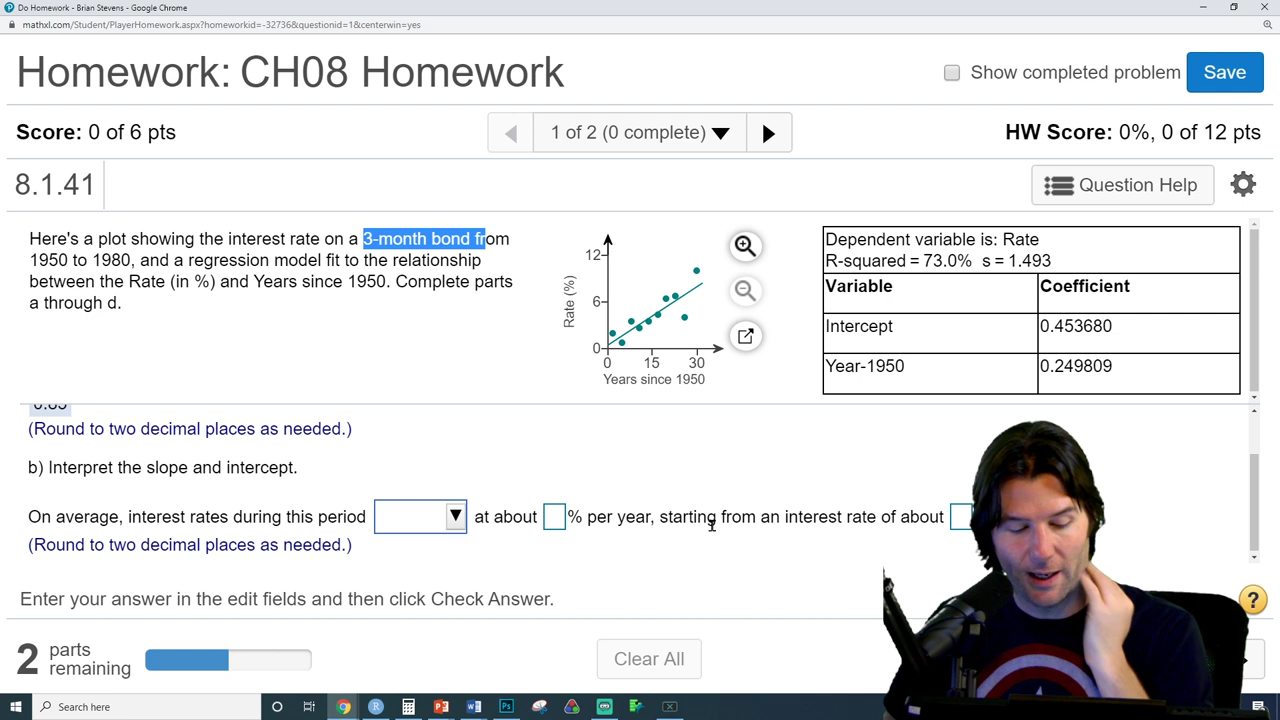 Do Homework - Brian Stevens - Google Chrome
mathxl.com/Student/PlayerHomework.aspx?homeworkid=-32736&questionid=1&centerwin=yes
Homework: CH08 Homework
Show completed problem
Save
Score: 0 of 6 pts
1 of 2 (0 complete)
HW Score: 0%, 0 of 12 pts
8.1.41
Question Help
Here's a plot showing the interest rate on a 3-month bond from
1950 to 1980, and a regression model fit to the relationship
between the Rate (in %) and Years since 1950. Complete parts
a through d.
12
6
0
Rate (%)
0 15 30
Years since 1950
Dependent variable is: Rate
R-squared = 73.0% s = 1.493
Variable Coefficient
Intercept 0.453680
Year-1950 0.249809
(Round to two decimal places as needed.)
b) Interpret the slope and intercept.
On average, interest rates during this period at about % per year, starting from an interest rate of about
(Round to two decimal places as needed.)
Enter your answer in the edit fields and then click Check Answer.
?
2 parts
remaining
Clear All
Search here